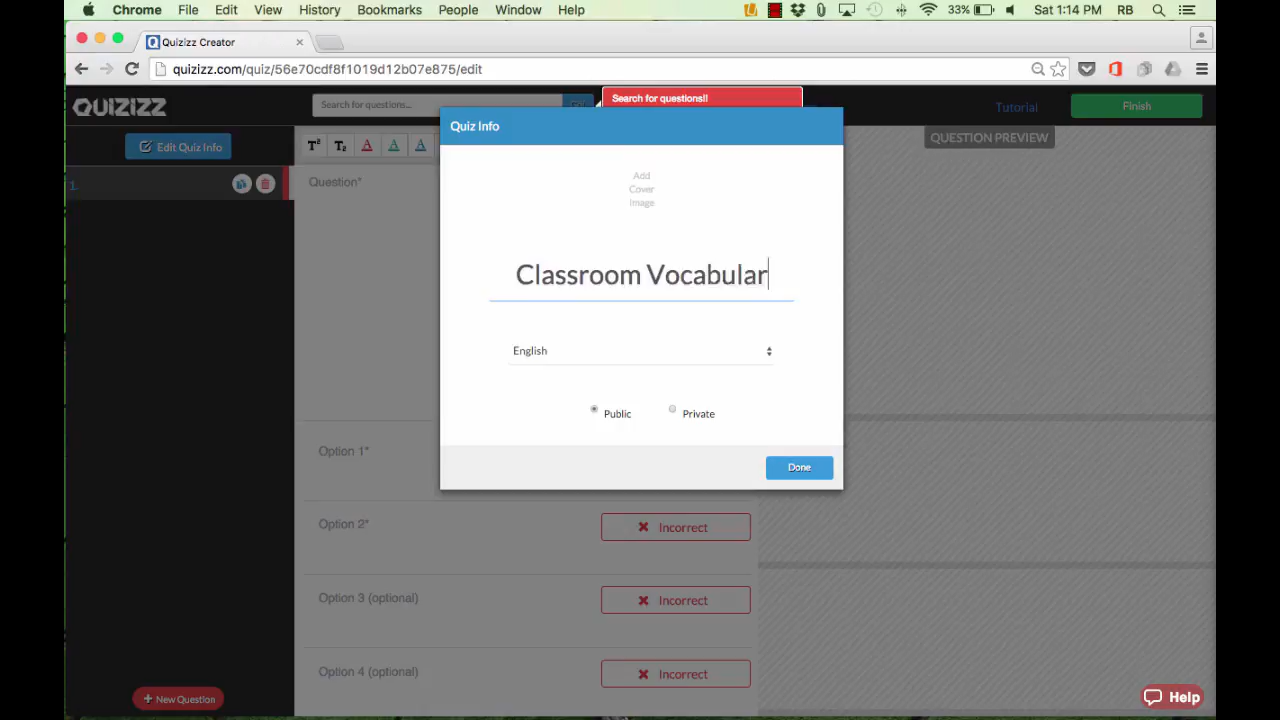 Chrome File Edit View History Bookmarks People Window Help 33% Sat 1:14 PM RB
Quizizz Creator
quizizz.com/quiz/56e70cdf8f1019d12b07e875/edit
QUIZIZZ Search for questions... Search for questions!! Tutorial Finish
Quiz Info
Edit Quiz Info T² T₂ A A A QUESTION PREVIEW
1. Question*
Add
Cover
Image
Classroom Vocabular
English
Public Private
Option 1*
Done
Option 2* Incorrect
Option 3 (optional) Incorrect
Option 4 (optional) Incorrect
New Question Help